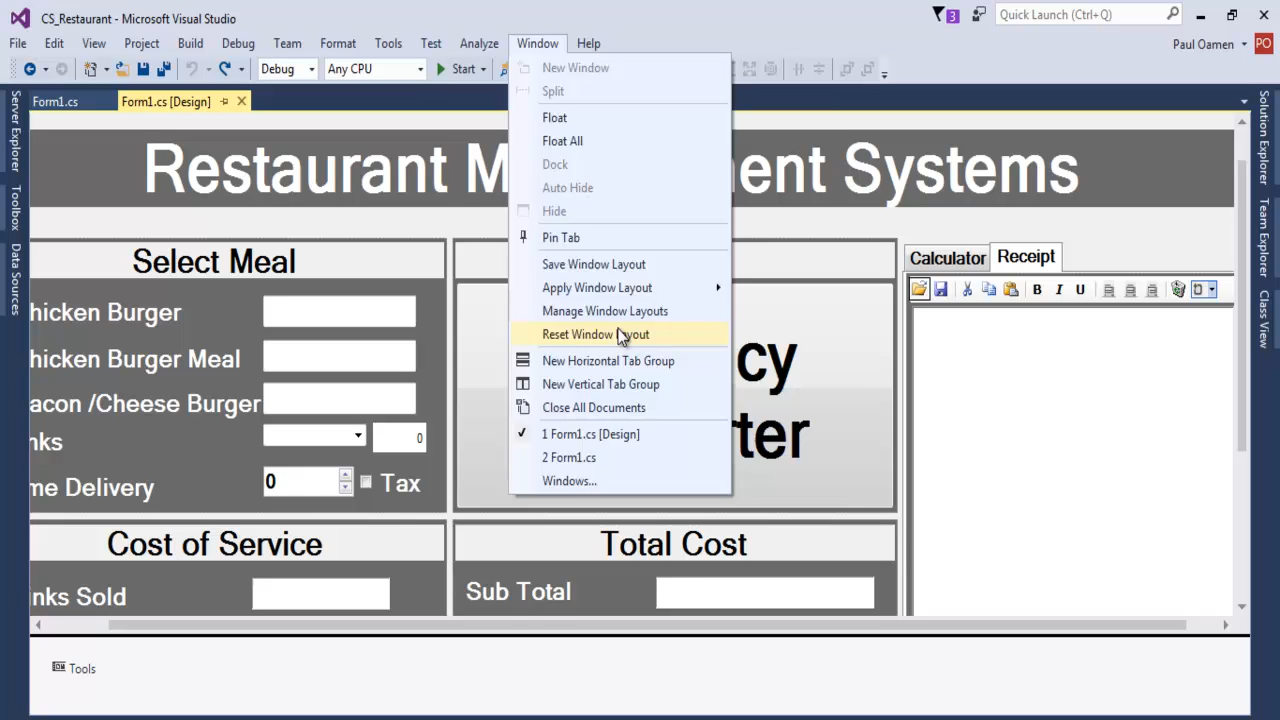 CS_Restaurant - Microsoft Visual Studio
3
Quick Launch (Ctrl+Q)
File Edit View Project Build Debug Team Format Tools Test Analyze Window Help
Paul Oamen
PO
Debug
Any CPU
Start
Form1.cs
Form1.cs [Design]
Server Explorer
Toolbox
Data Sources
Solution Explorer
Team Explorer
Class View
New Window
Split
Float
Float All
Dock
Auto Hide
Hide
Pin Tab
Save Window Layout
Apply Window Layout
Manage Window Layouts
Reset Window
New Horizontal Tab Group
New Vertical Tab Group
Close All Documents
1 Form1.cs [Design]
2 Form1.cs
Windows...
Restaurant M
ent Systems
Select Meal
hicken Burger
hicken Burger Meal
acon /Cheese Burger
nks
0
me Delivery
0
Tax
cy
rter
Calculator
Receipt
B I U
Cost of Service
Total Cost
nks Sold
Sub Total
Tools